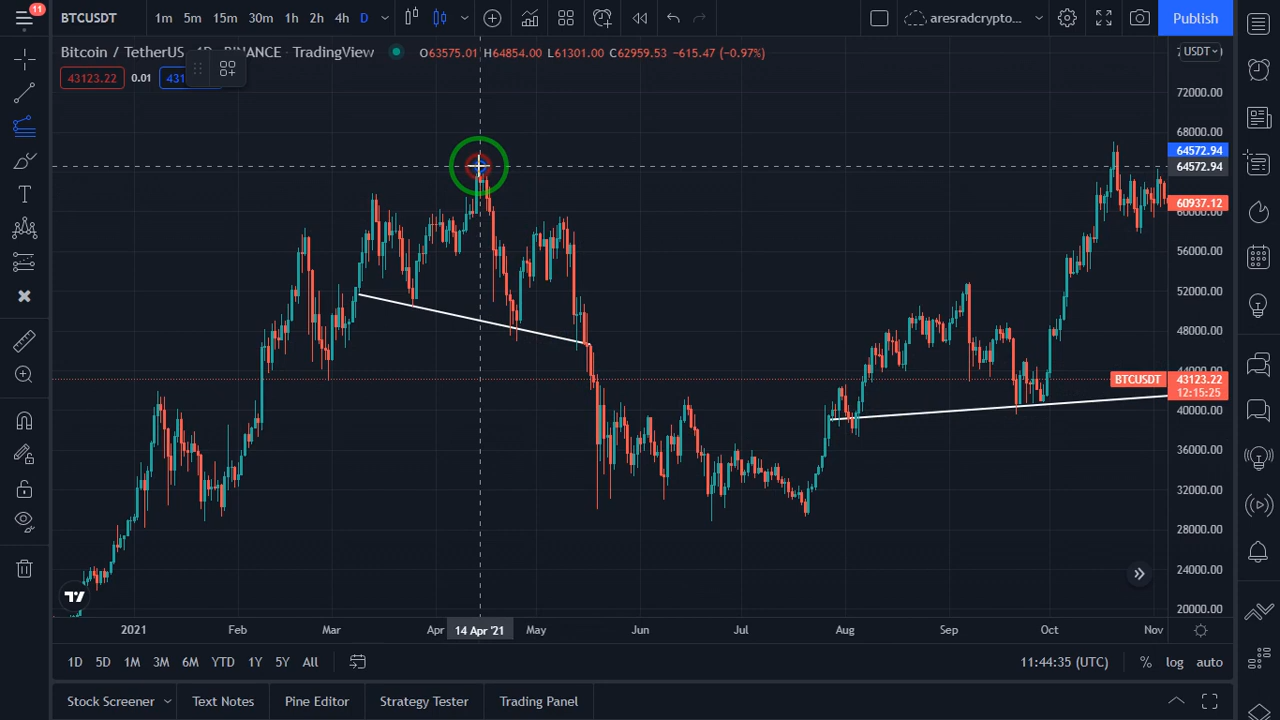 11
BTCUSDT 1m 5m 15m 30m 1h 2h 4h D aresradcrypto... Publish
Bitcoin / TetherUS 1D BINANCE TradingView O63575.01 H64854.00 L61301.00 C62959.53 −615.47 (−0.97%)
USDT
43123.22 0.01
72000.00
68000.00
64572.94
64572.94
60937.12
60000.00
56000.00
52000.00
48000.00
BTCUSDT 43123.22
12:15:25
40000.00
36000.00
32000.00
28000.00
24000.00
20000.00
2021 Feb Mar Apr 14 Apr '21 May Jun Jul Aug Sep Oct Nov
1D 5D 1M 3M 6M YTD 1Y 5Y All 11:44:35 (UTC) % log auto
Stock Screener Text Notes Pine Editor Strategy Tester Trading Panel